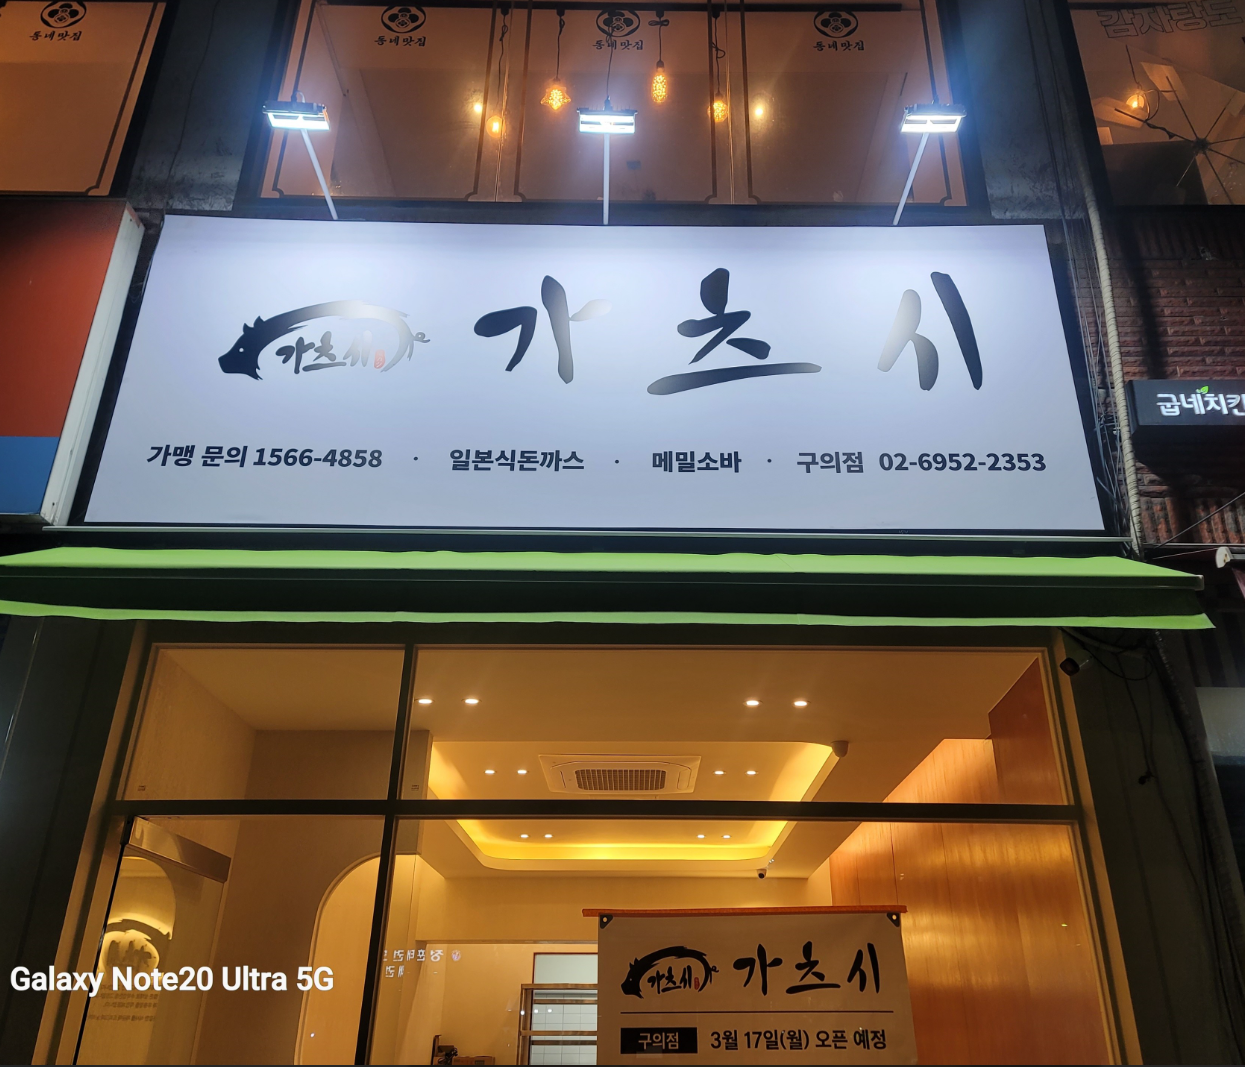 동네맛집
동네맛집
동네맛집
동네맛집
감자탕
가츠시
가츠시
가맹 문의 1566-4858 · 일본식돈까스 · 메밀소바 · 구의점 02-6952-2353
굽네치킨
Galaxy Note20 Ultra 5G
가츠시
가츠시
구의점
3월 17일(월) 오픈 예정